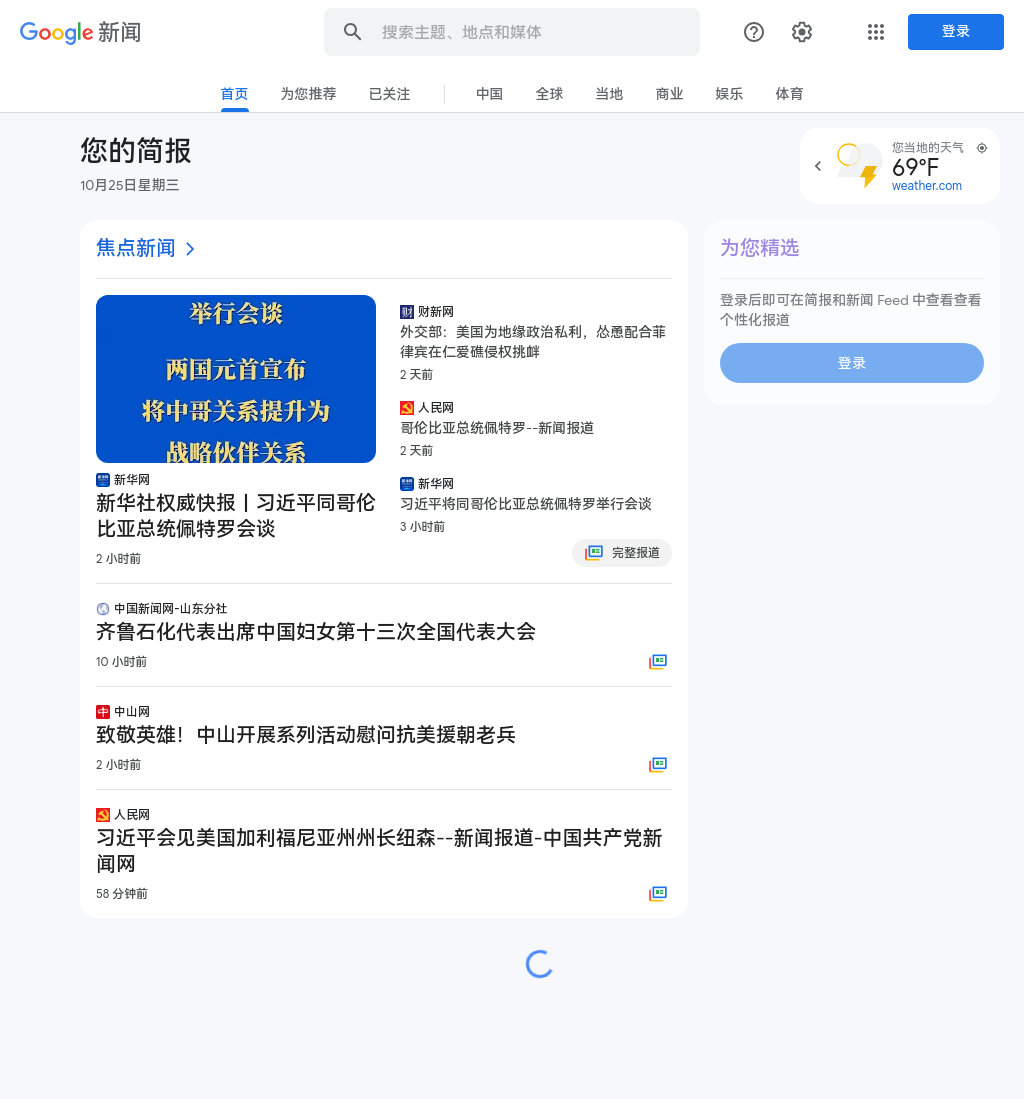 Google 新闻
搜索主题、地点和媒体
登录
首页
为您推荐
已关注
中国
全球
当地
商业
娱乐
体育
您的简报
10月25日星期三
您当地的天气
69°F
weather.com
焦点新闻
举行会谈
两国元首宣布
将中哥关系提升为
战略伙伴关系
新华网
新华社权威快报丨习近平同哥伦
比亚总统佩特罗会谈
2 小时前
财新网
外交部：美国为地缘政治私利，怂恿配合菲
律宾在仁爱礁侵权挑衅
2 天前
人民网
哥伦比亚总统佩特罗--新闻报道
2 天前
新华网
习近平将同哥伦比亚总统佩特罗举行会谈
3 小时前
完整报道
中国新闻网-山东分社
齐鲁石化代表出席中国妇女第十三次全国代表大会
10 小时前
中山网
致敬英雄！中山开展系列活动慰问抗美援朝老兵
2 小时前
人民网
习近平会见美国加利福尼亚州州长纽森--新闻报道-中国共产党新
闻网
58 分钟前
为您精选
登录后即可在简报和新闻 Feed 中查看查看
个性化报道
登录